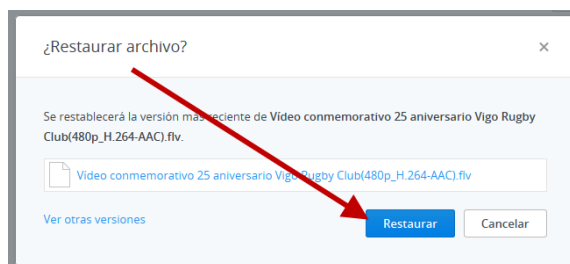 ¿Restaurar archivo?
Se restablecerá la versión más reciente de Vídeo conmemorativo 25 aniversario Vigo Rugby
Club(480p_H.264-AAC).flv.
Vídeo conmemorativo 25 aniversario Vigo Rugby Club(480p_H.264-AAC).flv
Ver otras versiones
Restaurar
Cancelar